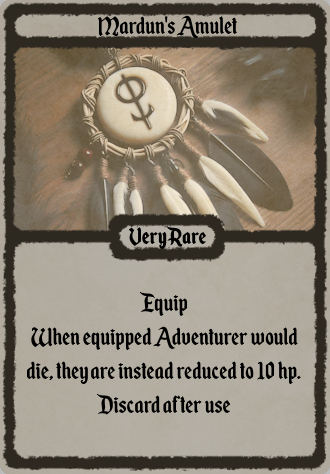 Mardun's Amulet
Very Rare
Equip
When equipped Adventurer would
die, they are instead reduced to 10 hp.
Discard after use